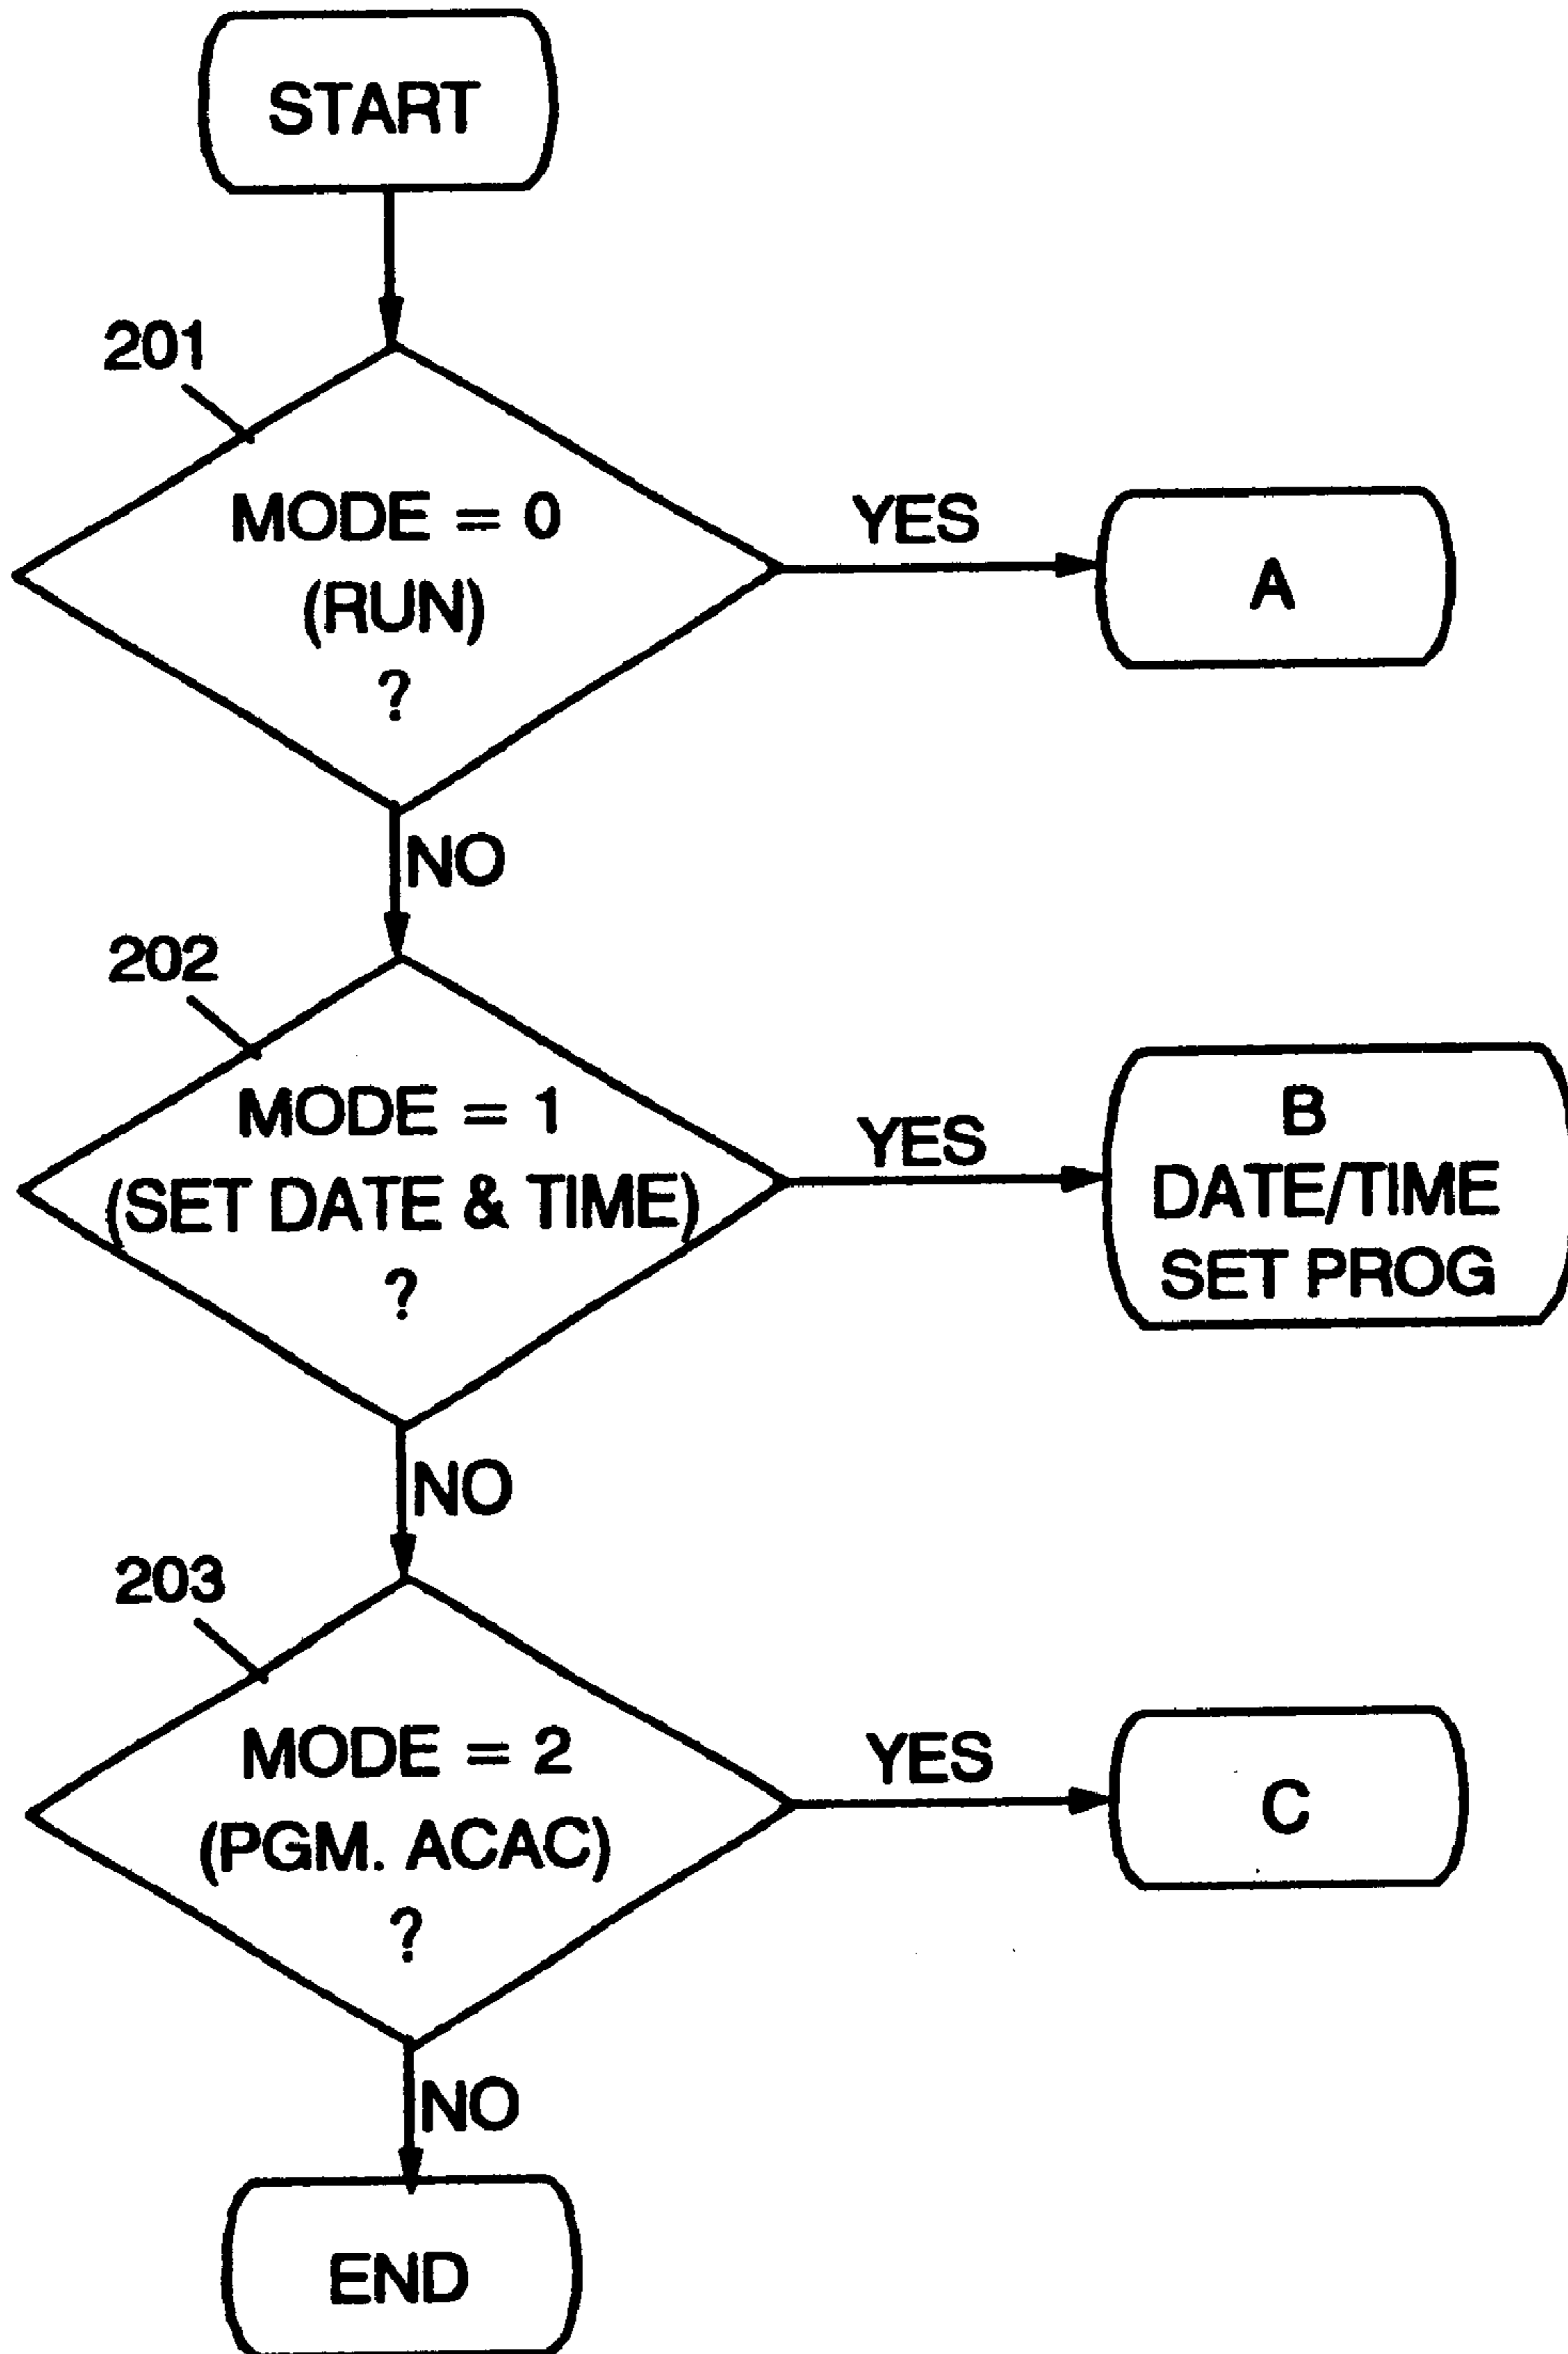 START
201
MODE = 0
(RUN)
?
YES
A
NO
202
MODE = 1
(SET DATE & TIME)
?
YES
B
DATE/TIME
SET PROG
NO
203
MODE = 2
(PGM. ACAC)
?
YES
C
NO
END